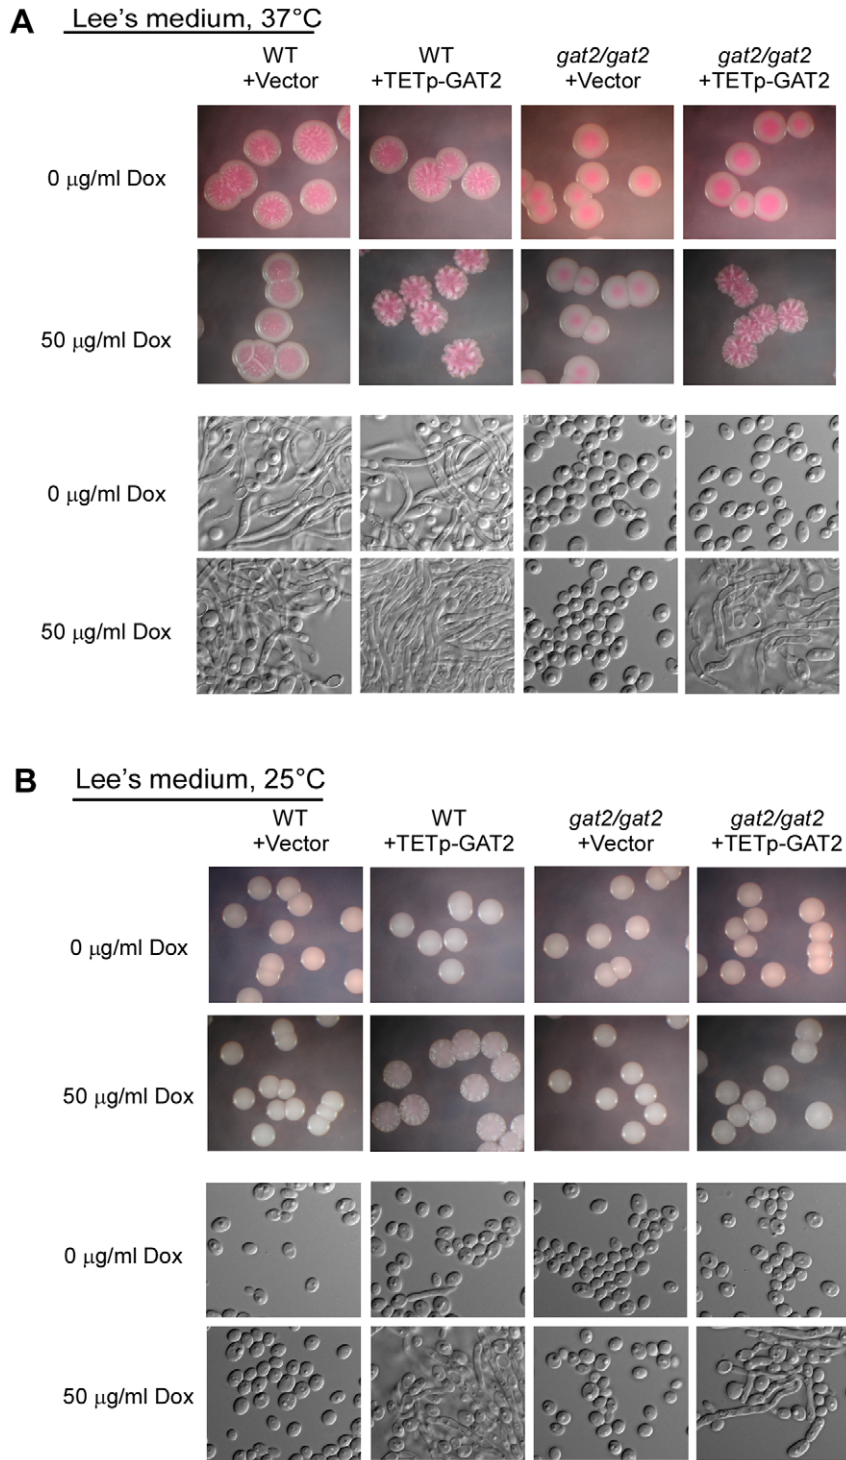 A Lee's medium, 37°C
WT WT gat2/gat2 gat2/gat2
+Vector +TETp-GAT2 +Vector +TETp-GAT2
0 μg/ml Dox
50 μg/ml Dox
0 μg/ml Dox
50 μg/ml Dox
B Lee's medium, 25°C
WT WT gat2/gat2 gat2/gat2
+Vector +TETp-GAT2 +Vector +TETp-GAT2
0 μg/ml Dox
50 μg/ml Dox
0 μg/ml Dox
50 μg/ml Dox